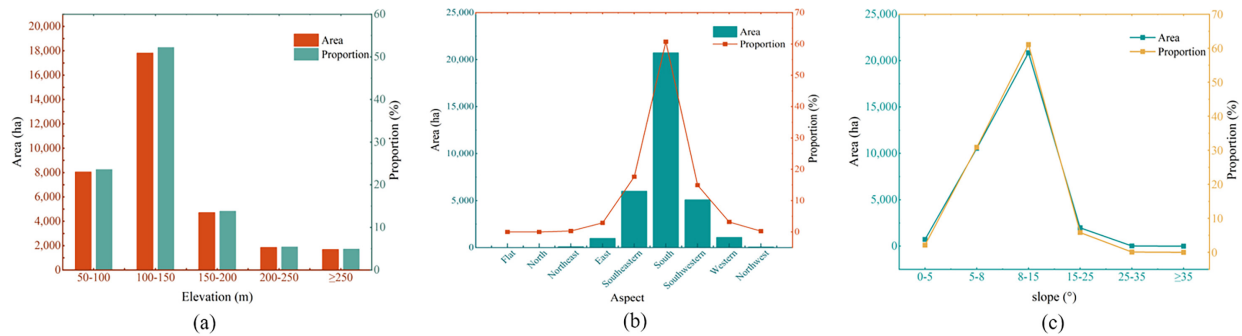 18,000
16,000
14,000
12,000
10,000
8,000
6,000
4,000
2,000
0
Area (ha)
60
50
40
30
20
10
0
Proportion (%)
Area
Proportion
50-100 100-150 150-200 200-250 ≥250
Elevation (m)
(a)
25,000
20,000
15,000
10,000
5,000
0
Area (ha)
70
60
50
40
30
20
10
0
Proportion (%)
Area
Proportion
Flat North Northeast East Southeastern South Southwestern Western Northwest
Aspect
(b)
25,000
20,000
15,000
10,000
5,000
0
Area (ha)
70
60
50
40
30
20
10
0
Proportion (%)
Area
Proportion
0-5 5-8 8-15 15-25 25-35 ≥35
slope (°)
(c)